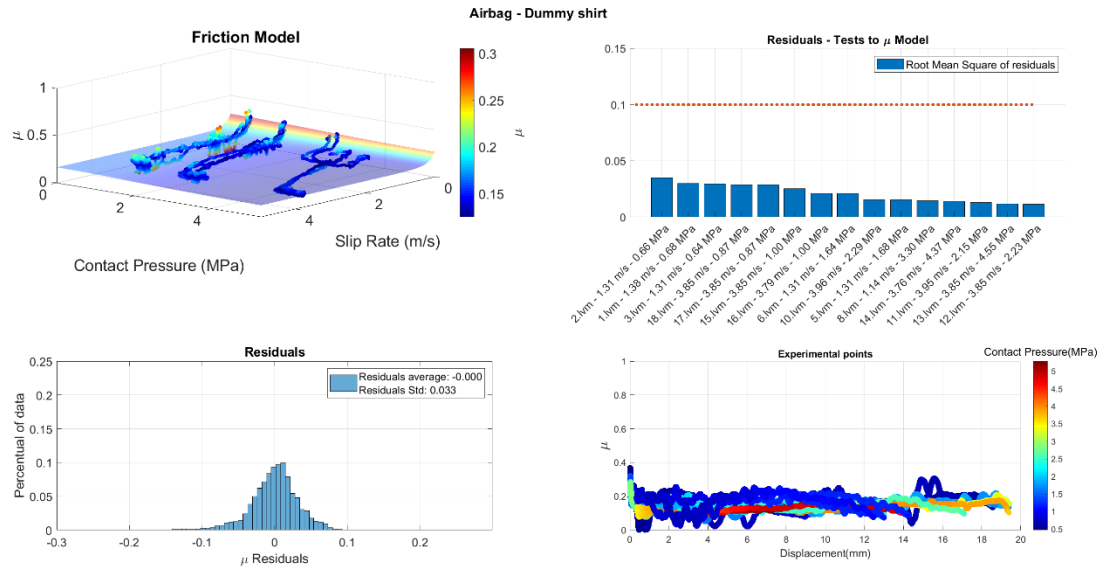 Airbag - Dummy shirt
Friction Model
1
0.5
0
μ
2
4
Contact Pressure (MPa)
4
2
0
Slip Rate (m/s)
0.3
0.25
0.2
0.15
μ
Residuals - Tests to μ Model
Root Mean Square of residuals
0.15
0.1
0.05
0
2.lvm - 1.31 m/s - 0.66 MPa
1.lvm - 1.38 m/s - 0.68 MPa
3.lvm - 1.31 m/s - 0.64 MPa
18.lvm - 3.85 m/s - 0.87 MPa
17.lvm - 3.85 m/s - 0.87 MPa
15.lvm - 3.85 m/s - 1.00 MPa
16.lvm - 3.79 m/s - 1.00 MPa
6.lvm - 1.31 m/s - 1.64 MPa
10.lvm - 3.96 m/s - 2.29 MPa
5.lvm - 1.31 m/s - 1.68 MPa
8.lvm - 1.14 m/s - 3.30 MPa
14.lvm - 3.76 m/s - 4.37 MPa
11.lvm - 3.95 m/s - 2.15 MPa
13.lvm - 3.85 m/s - 4.55 MPa
12.lvm - 3.85 m/s - 2.23 MPa
Residuals
Residuals average: -0.000
Residuals Std: 0.033
Percentual of data
0.25
0.2
0.15
0.1
0.05
0
-0.3
-0.2
-0.1
0
0.1
0.2
μ Residuals
Experimental points
Contact Pressure(MPa)
μ
1
0.8
0.6
0.4
0.2
0
0
2
4
6
8
10
12
14
16
18
20
Displacement(mm)
5
4.5
4
3.5
3
2.5
2
1.5
1
0.5